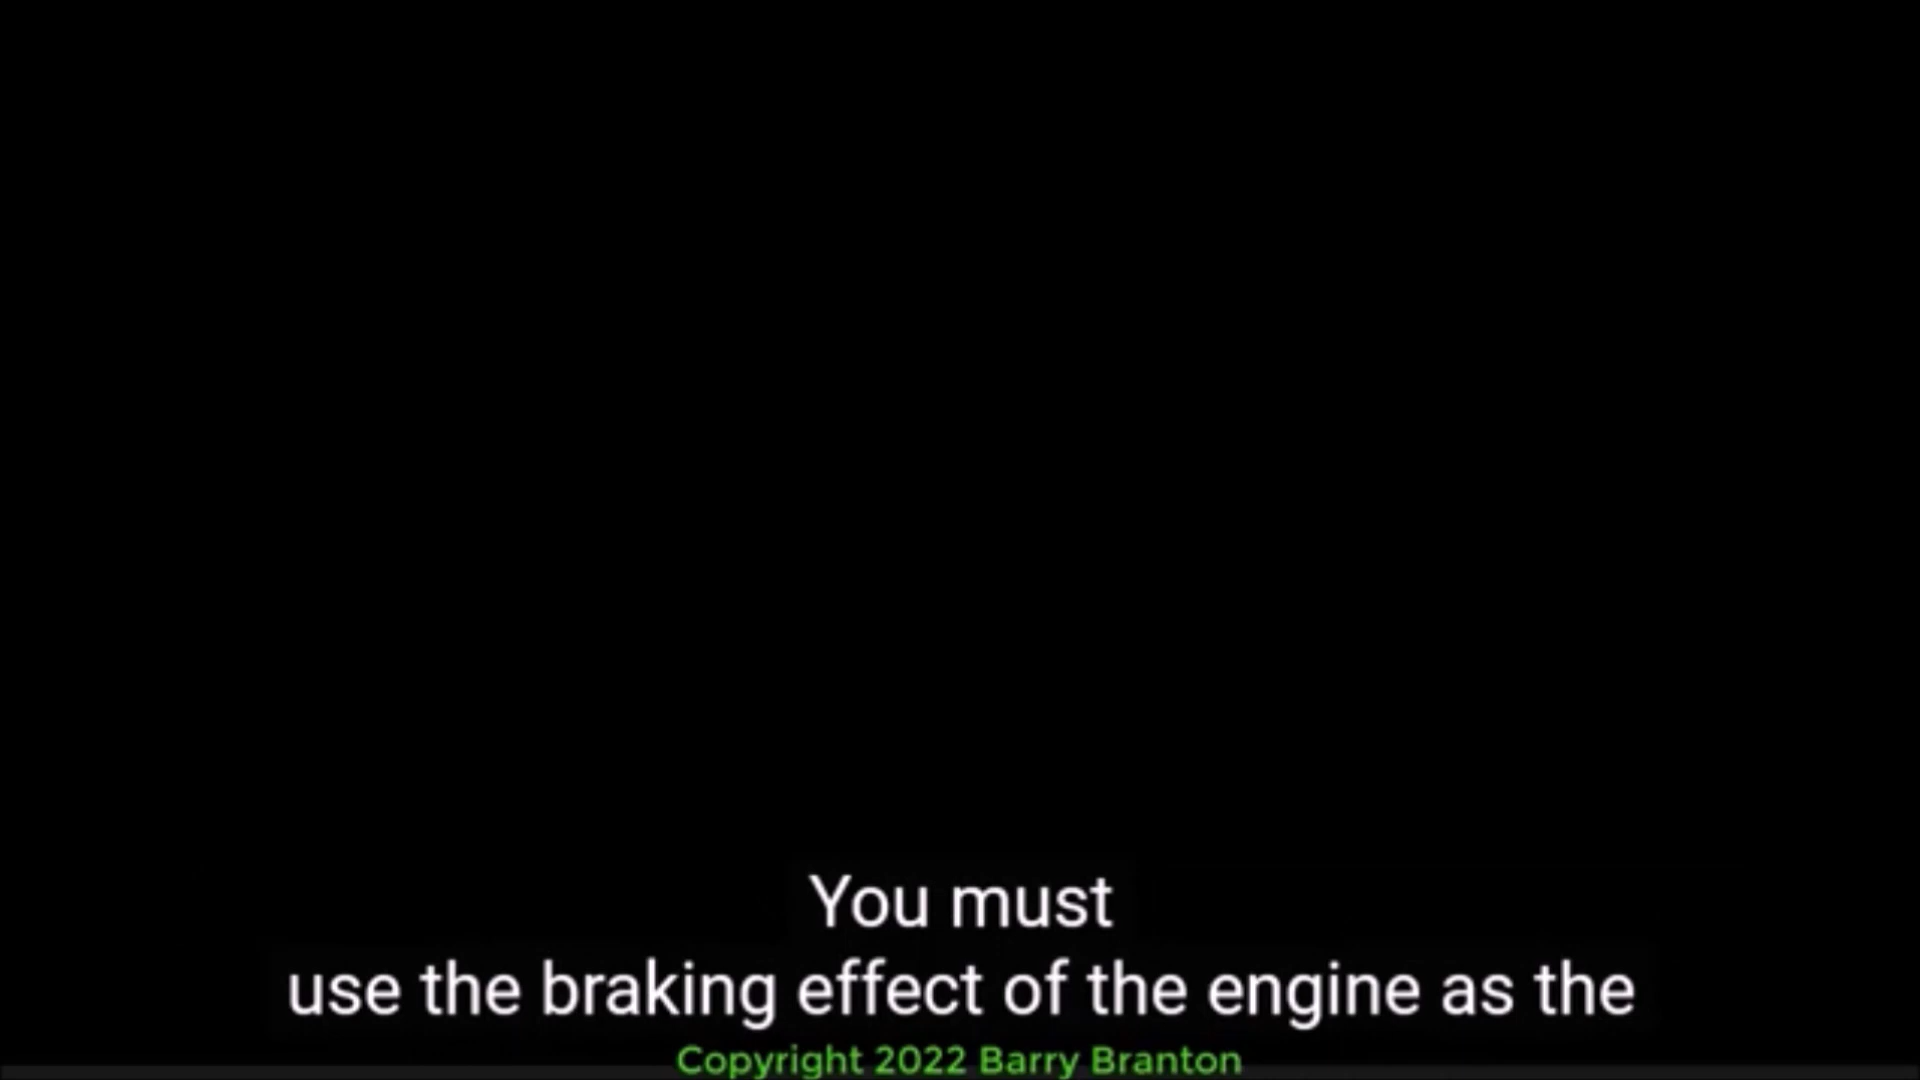 You must
use the braking effect of the engine as the
Copyright 2022 Barry Branton